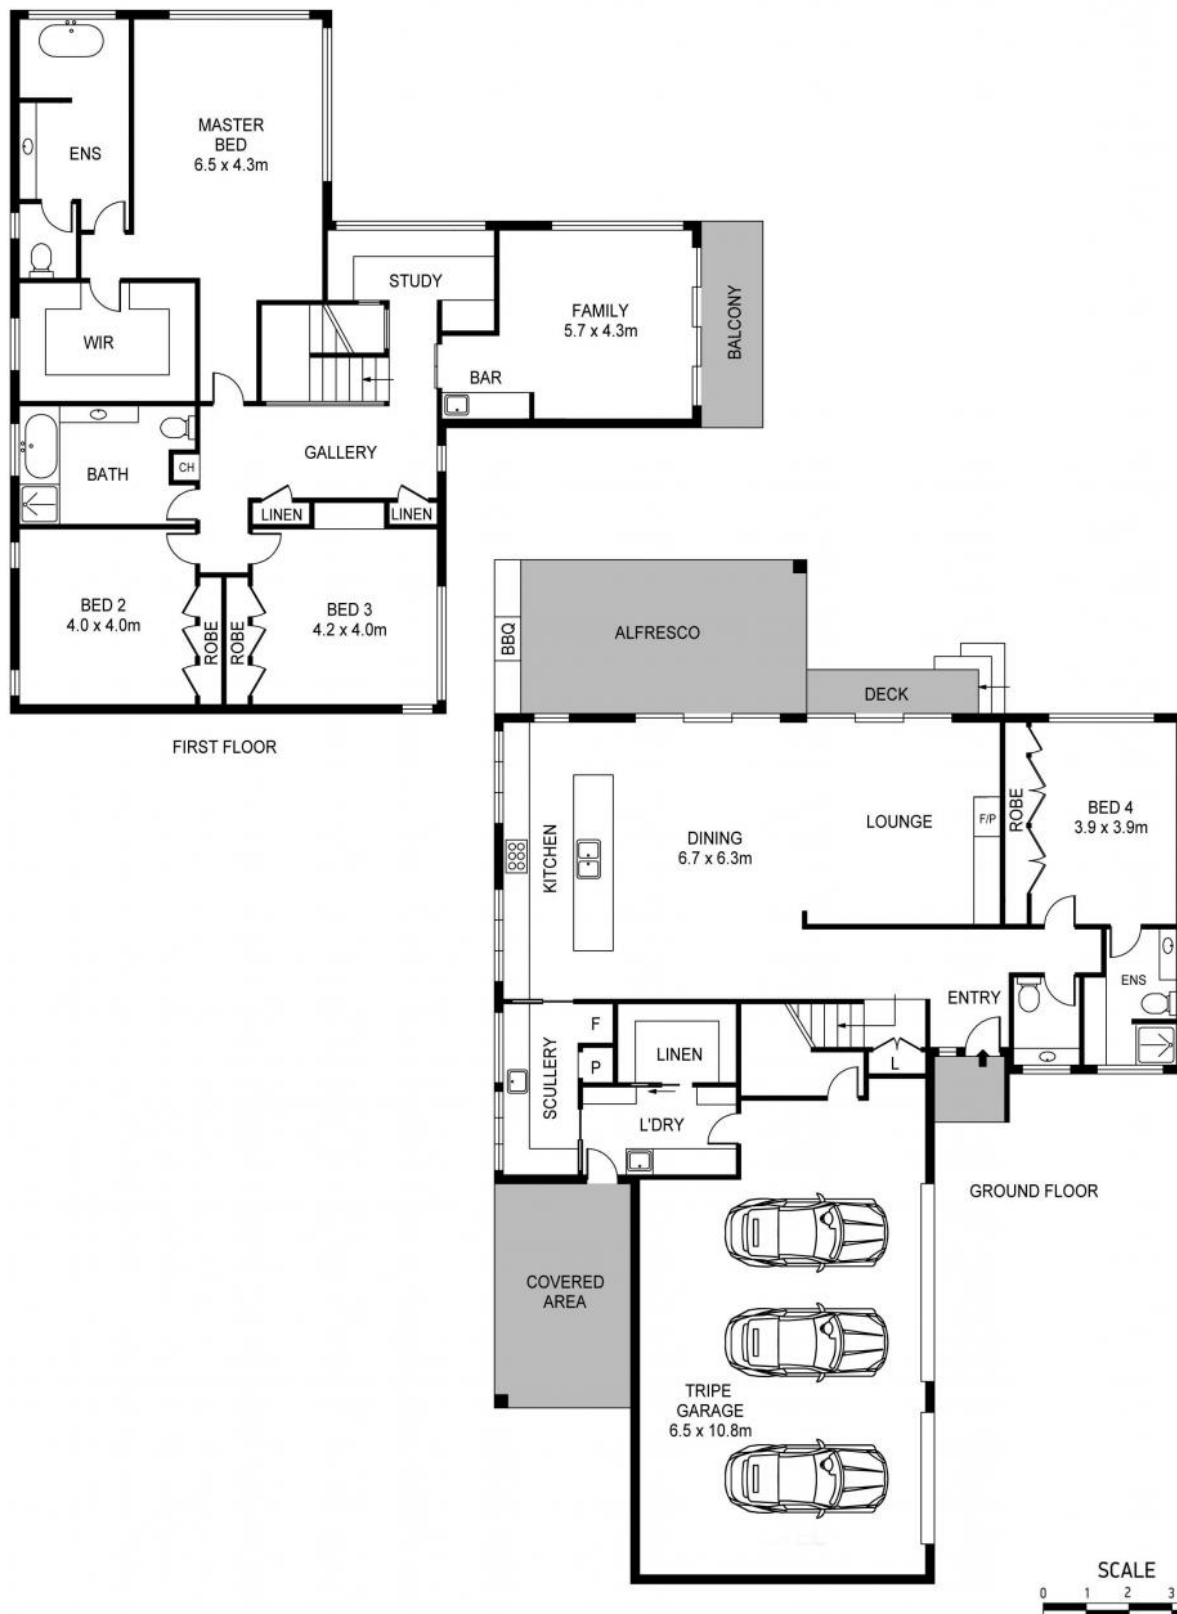 MASTER
BED
6.5 x 4.3m
ENS
WIR
STUDY
FAMILY
5.7 x 4.3m
BALCONY
BAR
GALLERY
BATH
CH
LINEN
LINEN
BED 2
4.0 x 4.0m
ROBE
ROBE
BED 3
4.2 x 4.0m
FIRST FLOOR
BBQ
ALFRESCO
DECK
KITCHEN
DINING
6.7 x 6.3m
LOUNGE
F/P
ROBE
BED 4
3.9 x 3.9m
ENS
ENTRY
SCULLERY
F
P
LINEN
L
L'DRY
GROUND FLOOR
COVERED
AREA
TRIPE
GARAGE
6.5 x 10.8m
SCALE
0 1 2 3